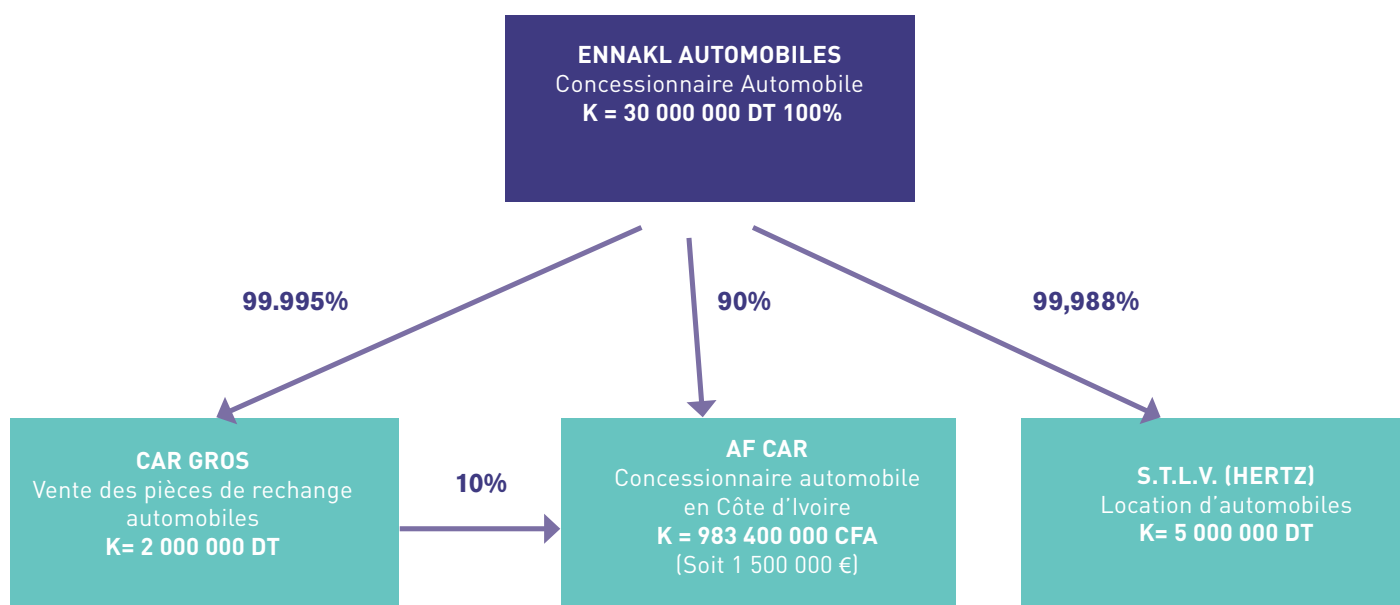 ENNAKL AUTOMOBILES
Concessionnaire Automobile
K = 30 000 000 DT 100%
99.995%
90%
99,988%
CAR GROS
Vente des pièces de rechange
automobiles
K= 2 000 000 DT
10%
AF CAR
Concessionnaire automobile
en Côte d'Ivoire
K = 983 400 000 CFA
(Soit 1 500 000 €)
S.T.L.V. (HERTZ)
Location d'automobiles
K= 5 000 000 DT